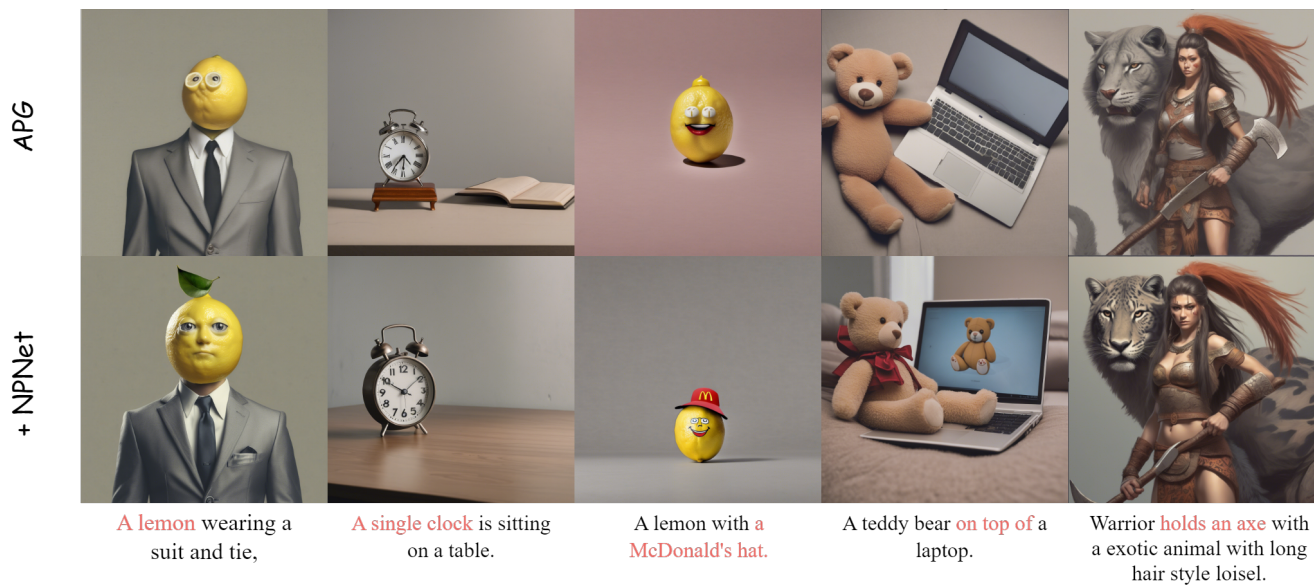 APG
+ NPNet
A lemon wearing a
suit and tie,
A single clock is sitting
on a table.
A lemon with a
McDonald's hat.
A teddy bear on top of a
laptop.
Warrior holds an axe with
a exotic animal with long
hair style loisel.